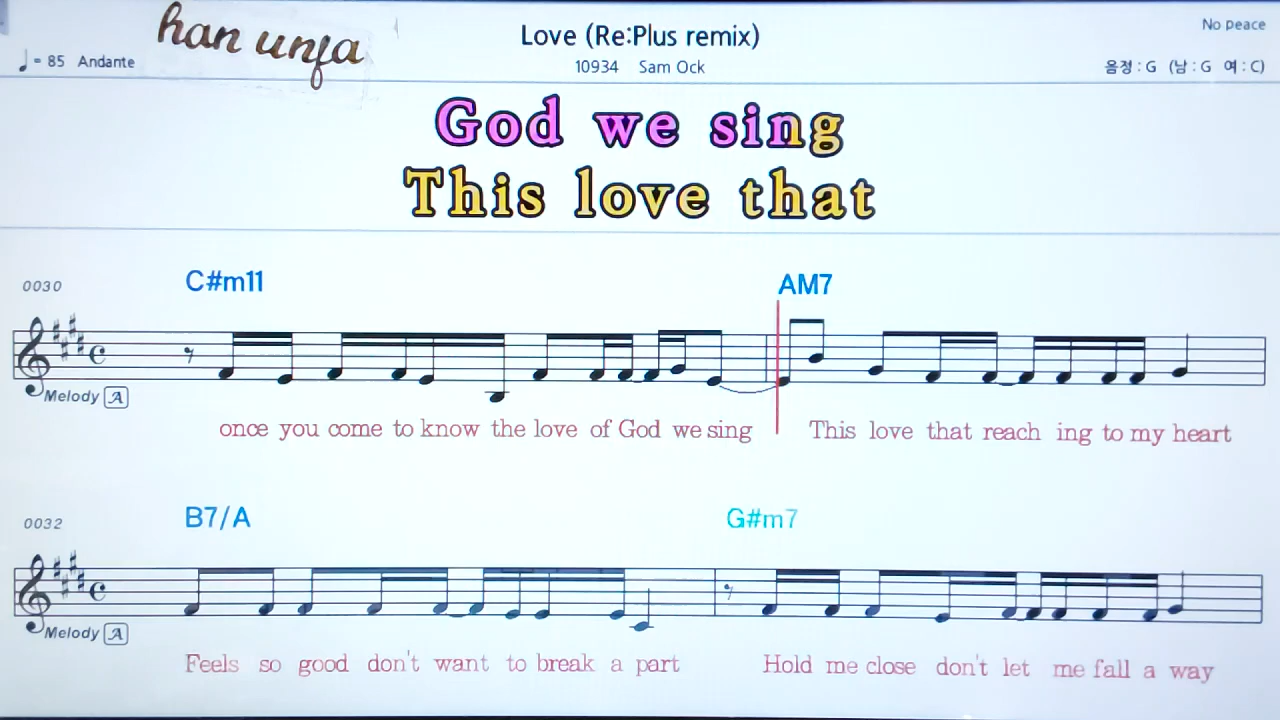 han unfa
Love (Re:Plus remix)
No peace
♩= 85 Andante
10934 Sam Ock
음정 : G (남 : G 여 : C)
God we sing
This love that
0030
C#m11
AM7
Melody A
once you come to know the love of God we sing This love that reach ing to my heart
0032
B7/A
G#m7
Melody A
Feels so good don't want to break a part Hold me close don't let me fall a way